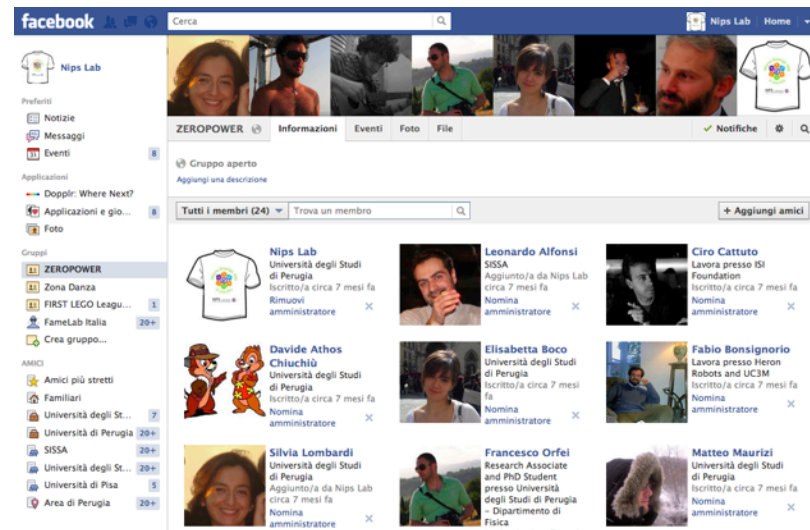 facebook
Cerca
Nips Lab
Home
Nips Lab
Preferiti
Notizie
Messaggi
Eventi 8
Applicazioni
Dopplr: Where Next?
Applicazioni e gio... 8
Foto
Gruppi
ZEROPOWER
Zona Danza
FIRST LEGO Leagu... 1
FameLab Italia 20+
Crea gruppo...
AMICI
Amici più stretti
Familiari
Università degli St... 7
Università di Perugia 20+
SISSA 20+
Università degli St... 20+
Università di Pisa 5
Area di Perugia 20+
ZEROPOWER
Informazioni
Eventi
Foto
File
Notifiche
Gruppo aperto
Aggiungi una descrizione
Tutti i membri (24)
Trova un membro
+ Aggiungi amici
Nips Lab
Università degli Studi
di Perugia
Iscritto/a circa 7 mesi fa
Rimuovi
amministratore
Leonardo Alfonsi
SISSA
Aggiunto/a da Nips Lab
circa 7 mesi fa
Nomina
amministratore
Ciro Cattuto
Lavora presso ISI
Foundation
Iscritto/a circa 7 mesi fa
Nomina
amministratore
Davide Athos
Chiuchiù
Università degli Studi
di Perugia
Iscritto/a circa 7 mesi fa
Nomina
amministratore
Elisabetta Boco
Università degli Studi
di Perugia
Iscritto/a circa 7 mesi
fa
Nomina
amministratore
Fabio Bonsignorio
Lavora presso Heron
Robots and UC3M
Iscritto/a circa 7 mesi fa
Nomina
amministratore
Silvia Lombardi
Università degli Studi
di Perugia
Aggiunto/a da Nips Lab
circa 7 mesi fa
Nomina
amministratore
Francesco Orfei
Research Associate
and PhD Student
presso Università
degli Studi di Perugia
- Dipartimento di
Fisica
Matteo Maurizi
Università degli Studi
di Perugia
Iscritto/a circa 7 mesi fa
Nomina
amministratore